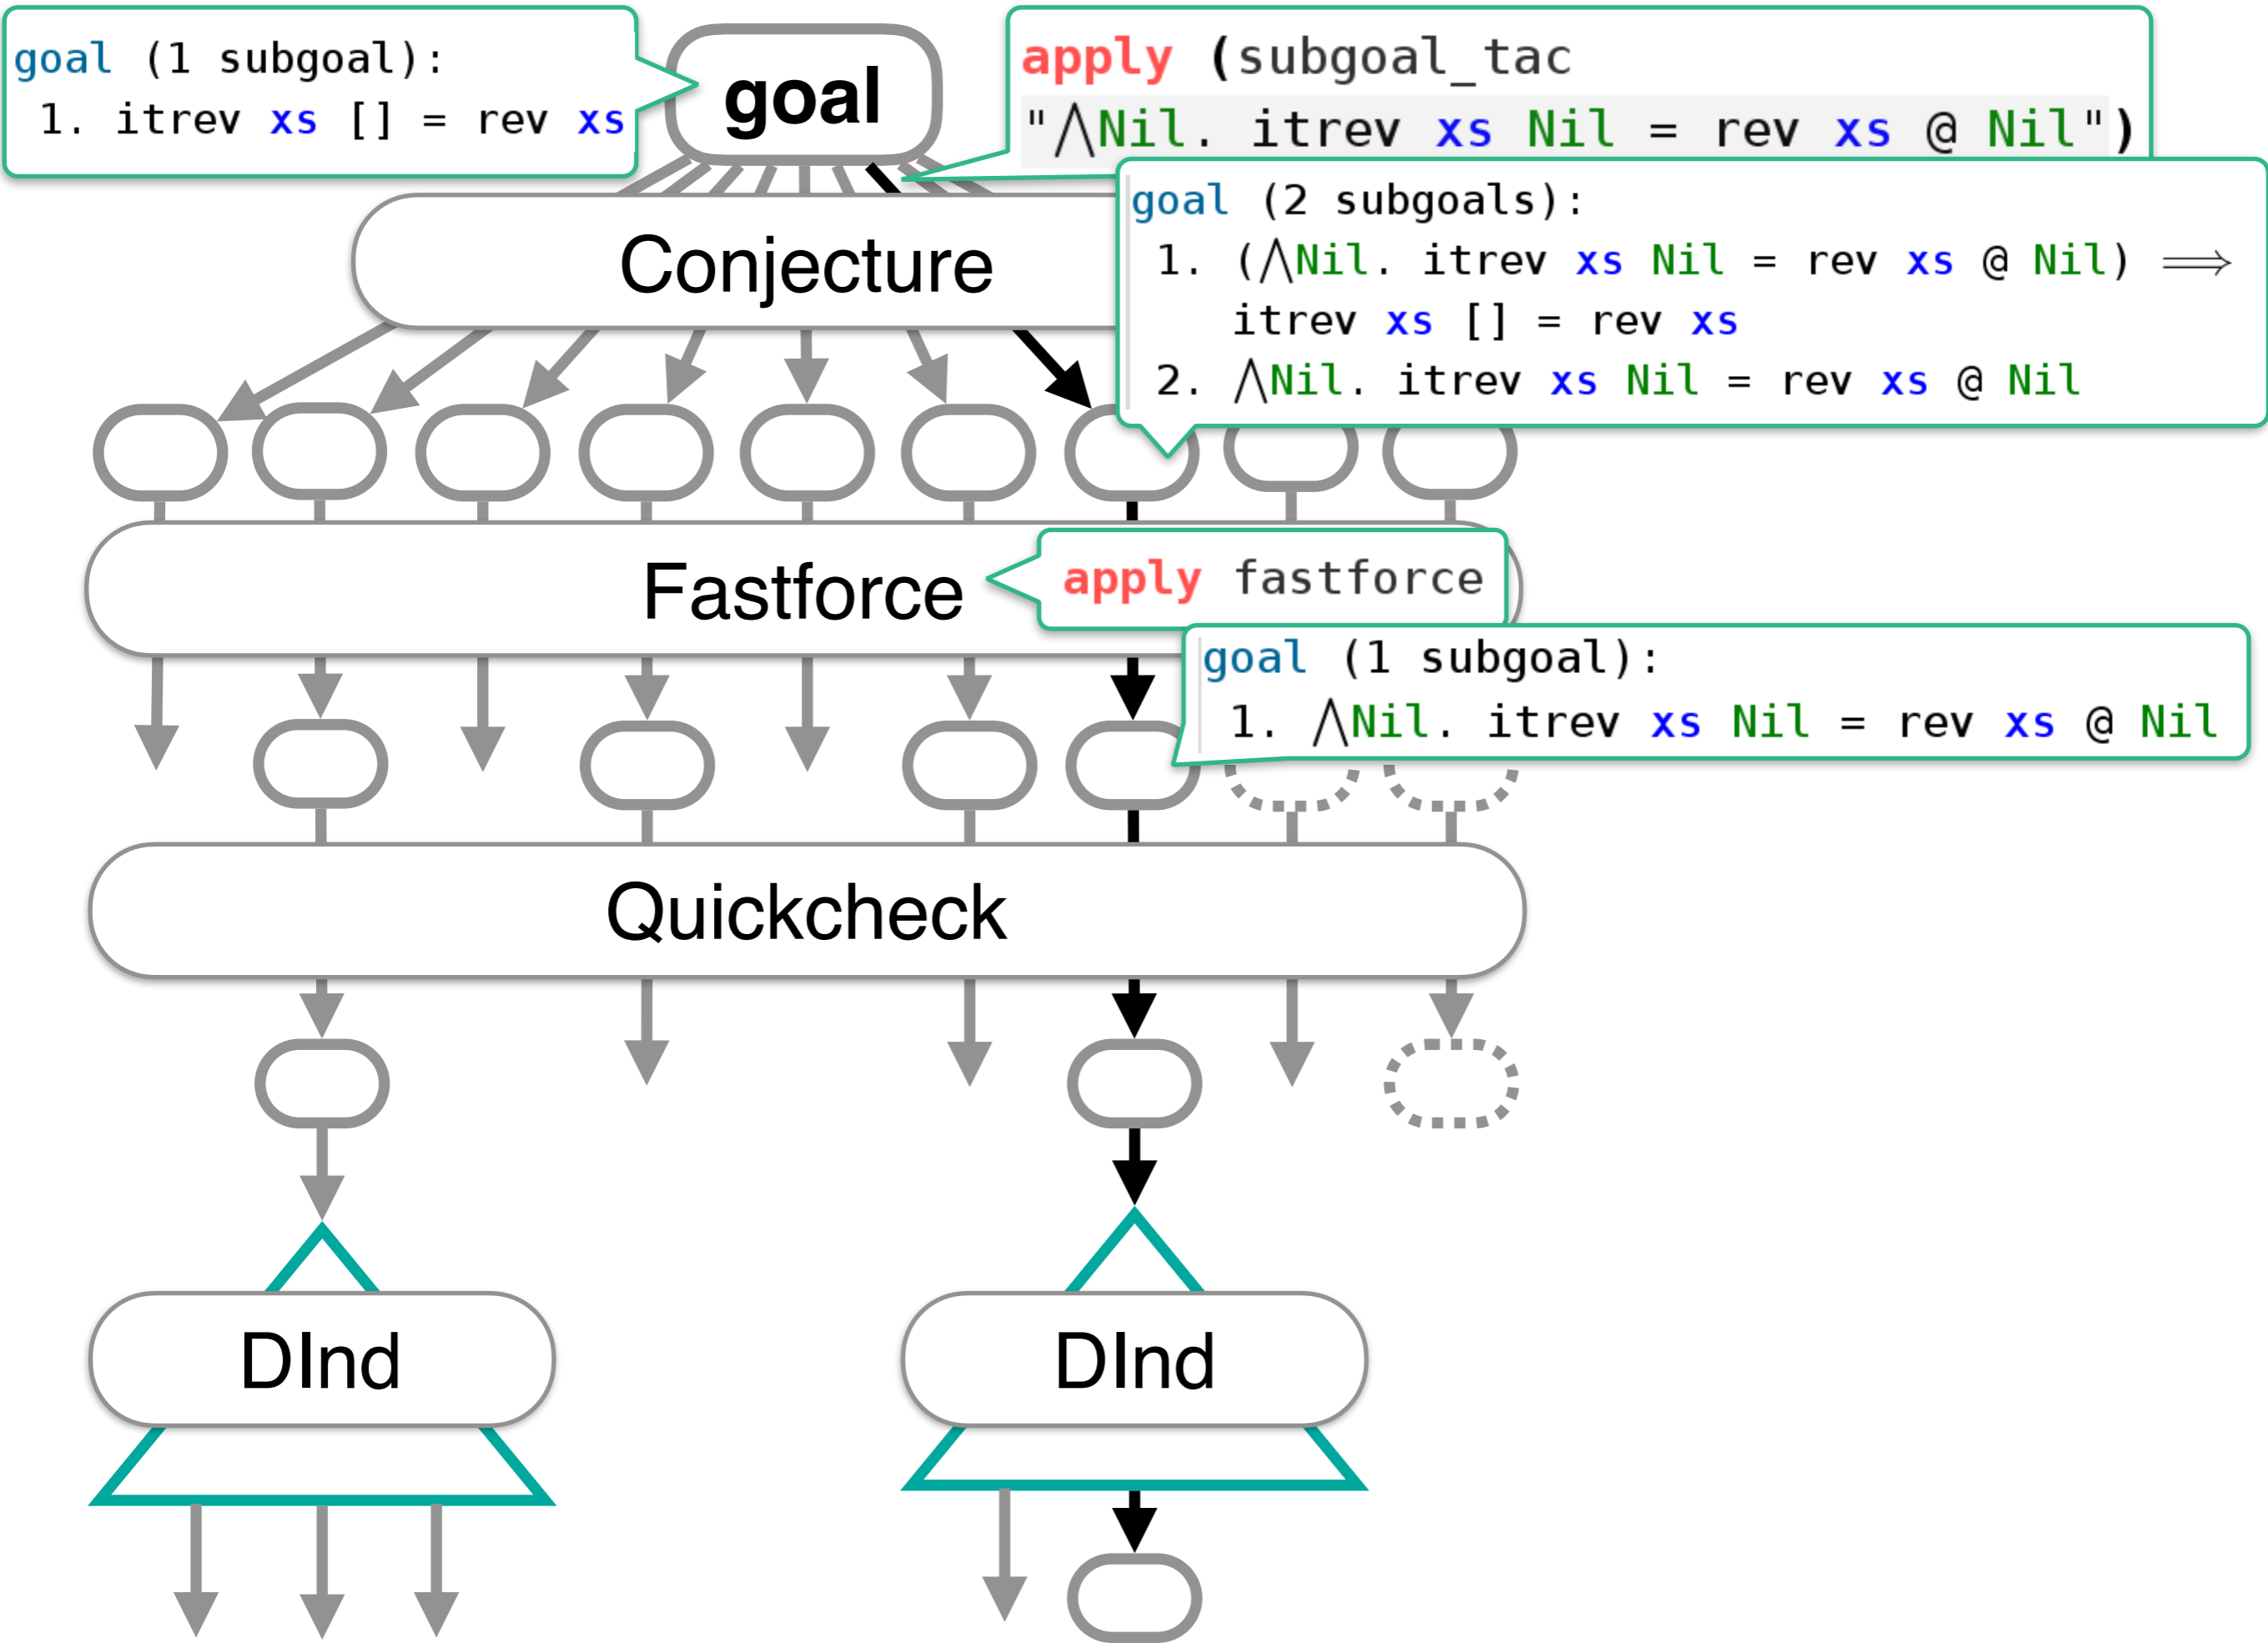 goal (1 subgoal):
1. itrev xs [] = rev xs
goal
apply (subgoal_tac
"⋀Nil. itrev xs Nil = rev xs @ Nil")
Conjecture
goal (2 subgoals):
1. (⋀Nil. itrev xs Nil = rev xs @ Nil) ⟹
itrev xs [] = rev xs
2. ⋀Nil. itrev xs Nil = rev xs @ Nil
Fastforce
apply fastforce
goal (1 subgoal):
1. ⋀Nil. itrev xs Nil = rev xs @ Nil
Quickcheck
DInd
DInd